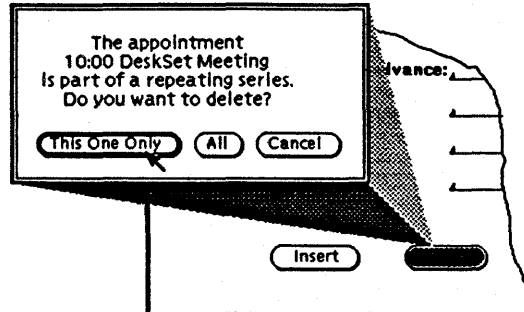 The appointment
10:00 DeskSet Meeting
is part of a repeating series.
Do you want to delete?
This One Only
All
Cancel
dvance:
Insert